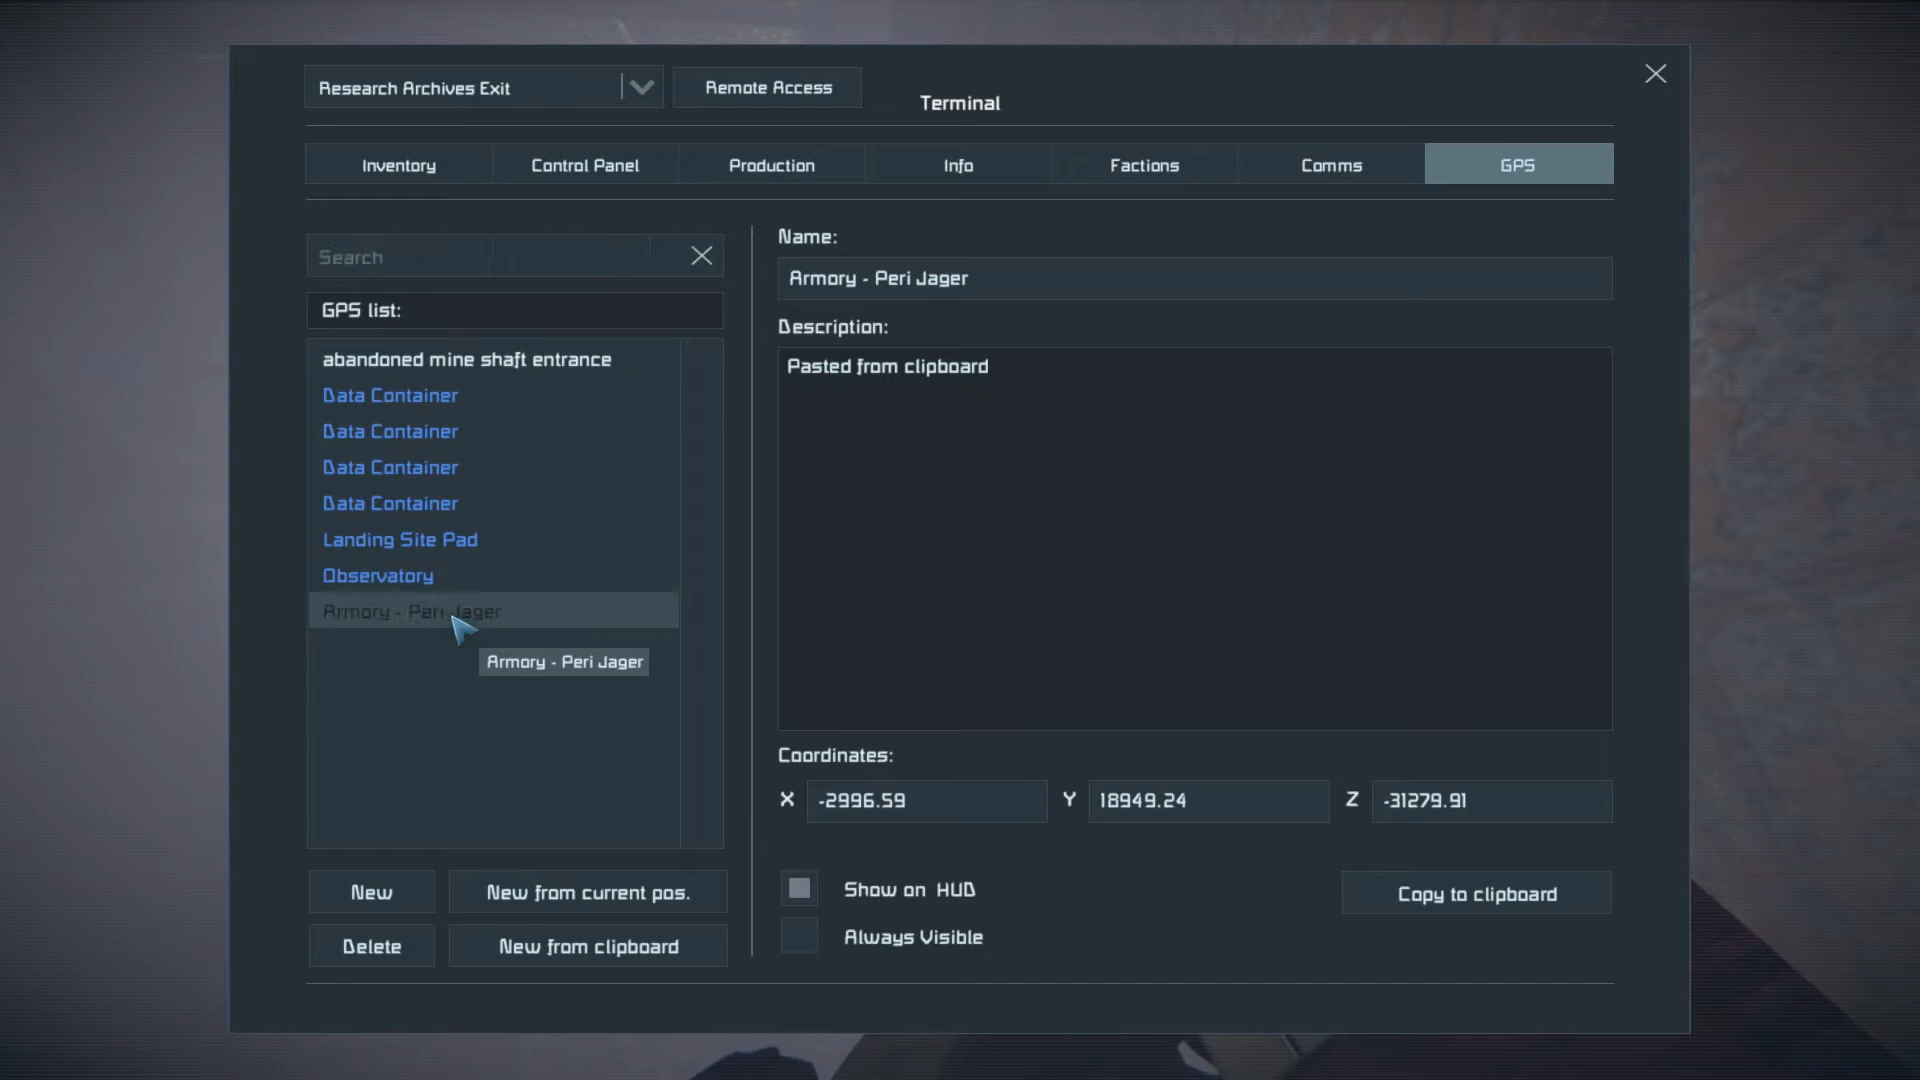 Research Archives Exit
Remote Access
Terminal
Inventory
Control Panel
Production
Info
Factions
Comms
GPS
Search
GPS list:
abandoned mine shaft entrance
Data Container
Data Container
Data Container
Data Container
Landing Site Pad
Observatory
Armory - Peri Jager
Armory - Peri Jager
New
New from current pos.
Delete
New from clipboard
Name:
Armory - Peri Jager
Description:
Pasted from clipboard
Coordinates:
X -2996.59 Y 18949.24 Z -31279.91
Show on HUD
Copy to clipboard
Always Visible